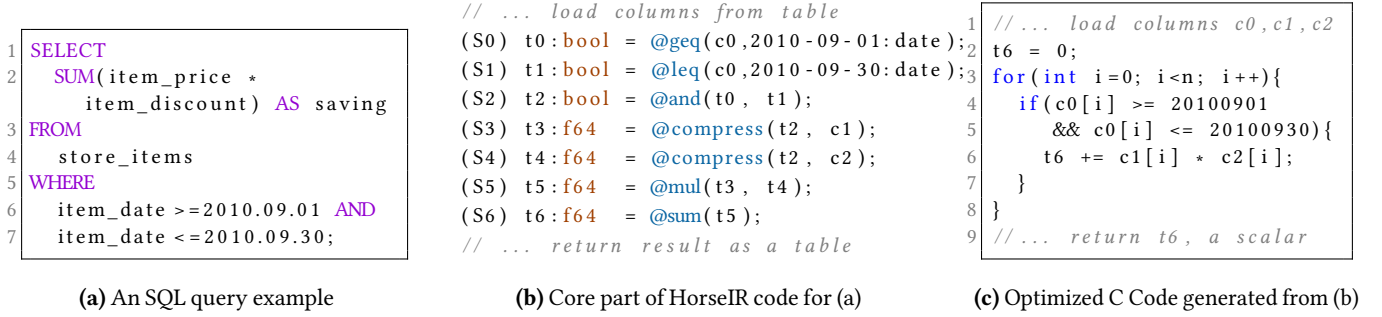 1 SELECT
2 SUM(item_price *
item_discount) AS saving
3 FROM
4 store_items
5 WHERE
6 item_date >=2010.09.01 AND
7 item_date <=2010.09.30;
(a) An SQL query example
// ... load columns from table
(S0) t0:bool = @geq(c0,2010-09-01:date);
(S1) t1:bool = @leq(c0,2010-09-30:date);
(S2) t2:bool = @and(t0, t1);
(S3) t3:f64 = @compress(t2, c1);
(S4) t4:f64 = @compress(t2, c2);
(S5) t5:f64 = @mul(t3, t4);
(S6) t6:f64 = @sum(t5);
// ... return result as a table
(b) Core part of HorseIR code for (a)
1 //... load columns c0,c1,c2
2 t6 = 0;
3 for(int i=0; i<n; i++){
4 if(c0[i] >= 20100901
5 && c0[i] <= 20100930){
6 t6 += c1[i] * c2[i];
7 }
8 }
9 //... return t6, a scalar
(c) Optimized C Code generated from (b)